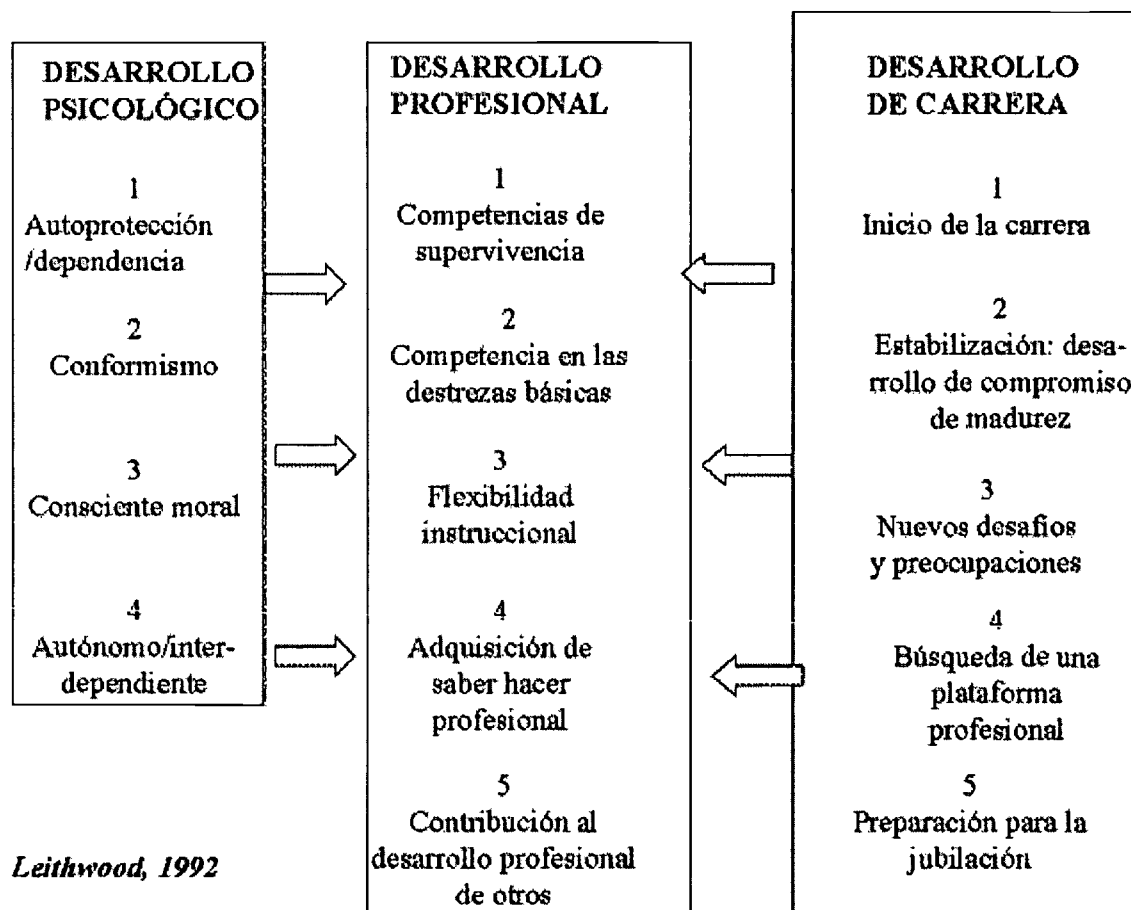 DESARROLLO
PSICOLÓGICO
1
Autoprotección
/dependencia
2
Conformismo
3
Consciente moral
4
Autónomo/inter-
dependiente
Leithwood, 1992
DESARROLLO
PROFESIONAL
1
Competencias de
supervivencia
2
Competencia en las
destrezas básicas
3
Flexibilidad
instruccional
4
Adquisición de
saber hacer
profesional
5
Contribución al
desarrollo profesional
de otros
DESARROLLO
DE CARRERA
1
Inicio de la carrera
2
Estabilización: desa-
rrollo de compromiso
de madurez
3
Nuevos desafios
y preocupaciones
4
Búsqueda de una
plataforma
profesional
5
Preparación para la
jubilación